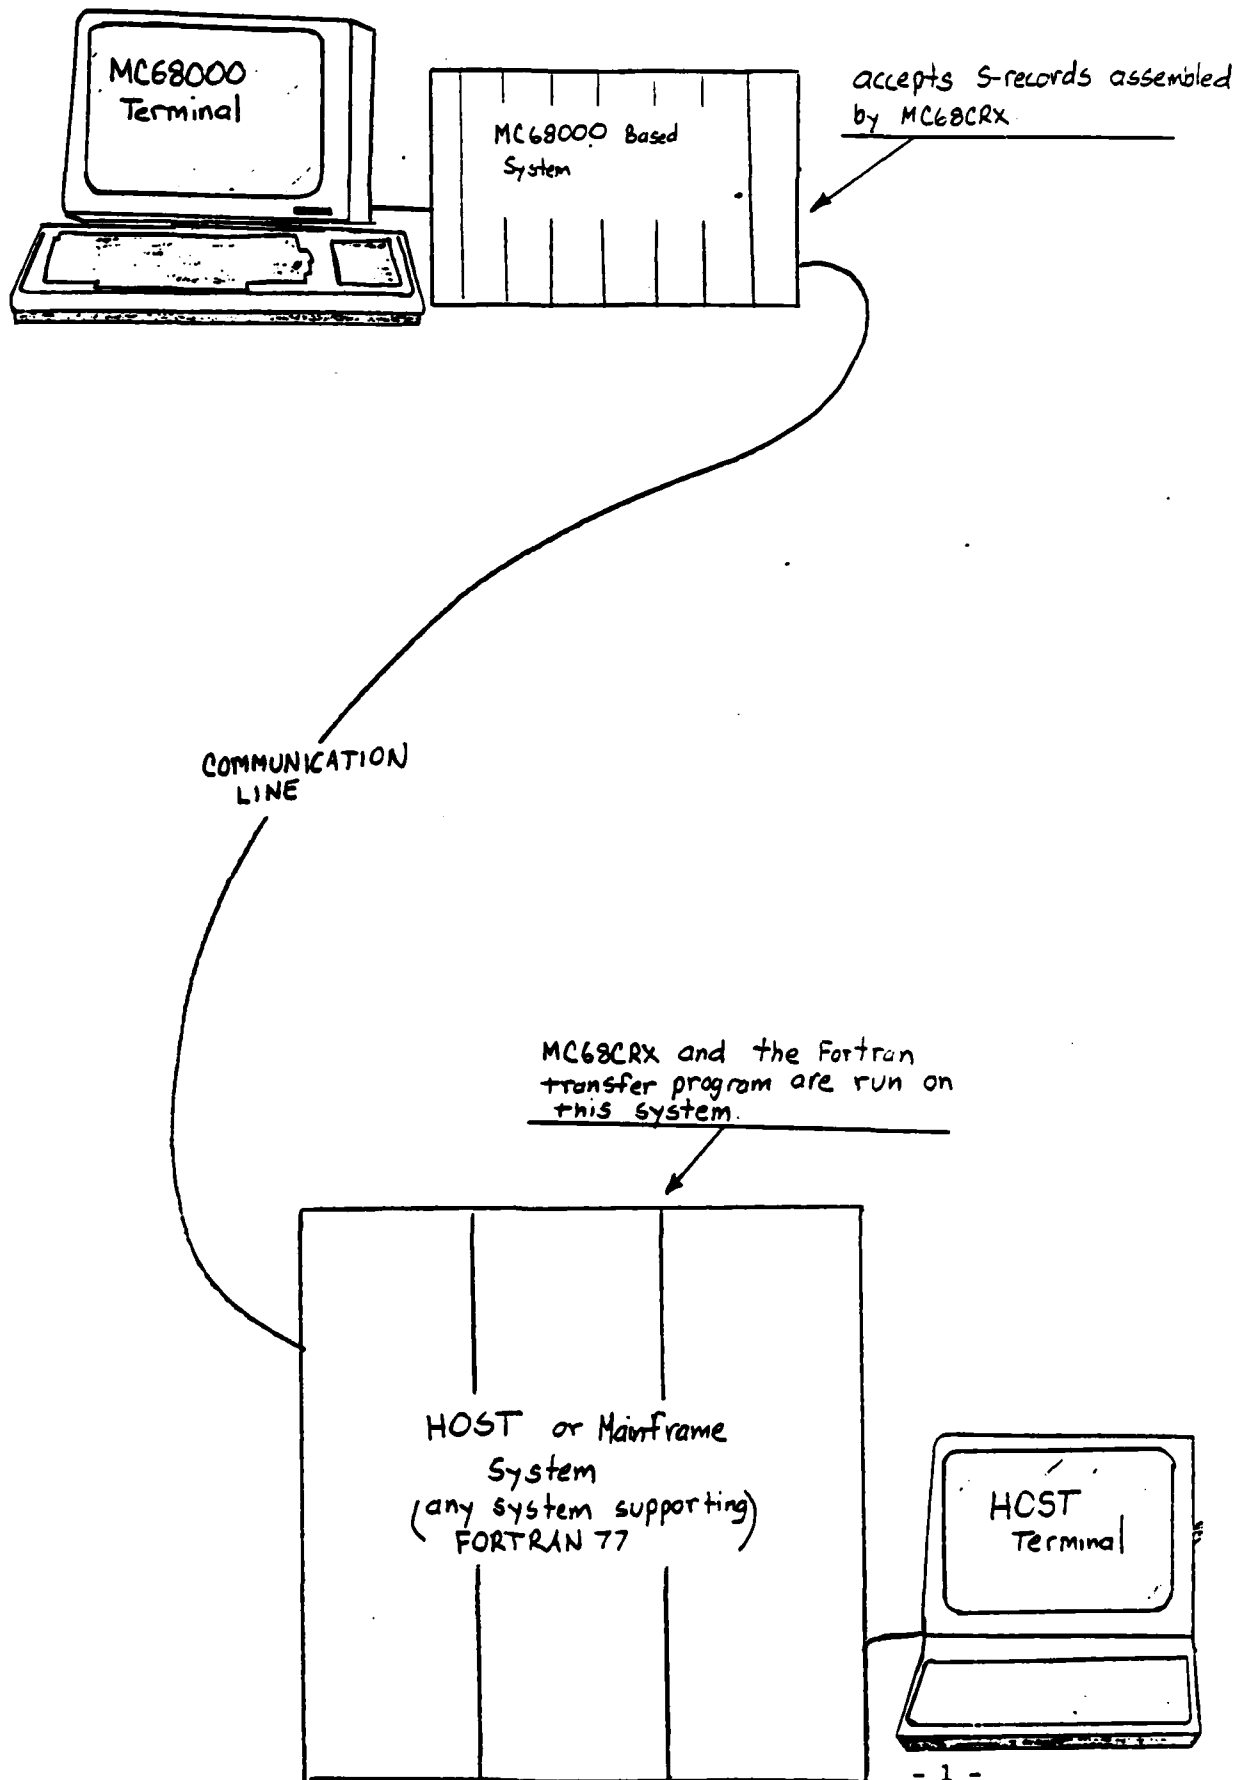 MC68000
Terminal
MC68000 Based
System
accepts S-records assembled
by MC68CRX
COMMUNICATION
LINE
MC68CRX and the Fortran
transfer program are run on
this system.
HOST or Mainframe
System
(any system supporting)
FORTRAN 77
HOST
Terminal
- 1 -